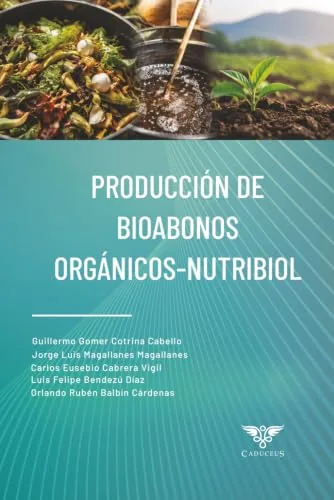 PRODUCCIÓN DE
BIOABONOS
ORGÁNICOS-NUTRIBIOL
Guillermo Gomer Cotrina Cabello
Jorge Luis Magallanes Magallanes
Carlos Eusebio Cabrera Vigil
Luis Felipe Bendezú Díaz
Orlando Rubén Balbín Cárdenas
CADUCEUS